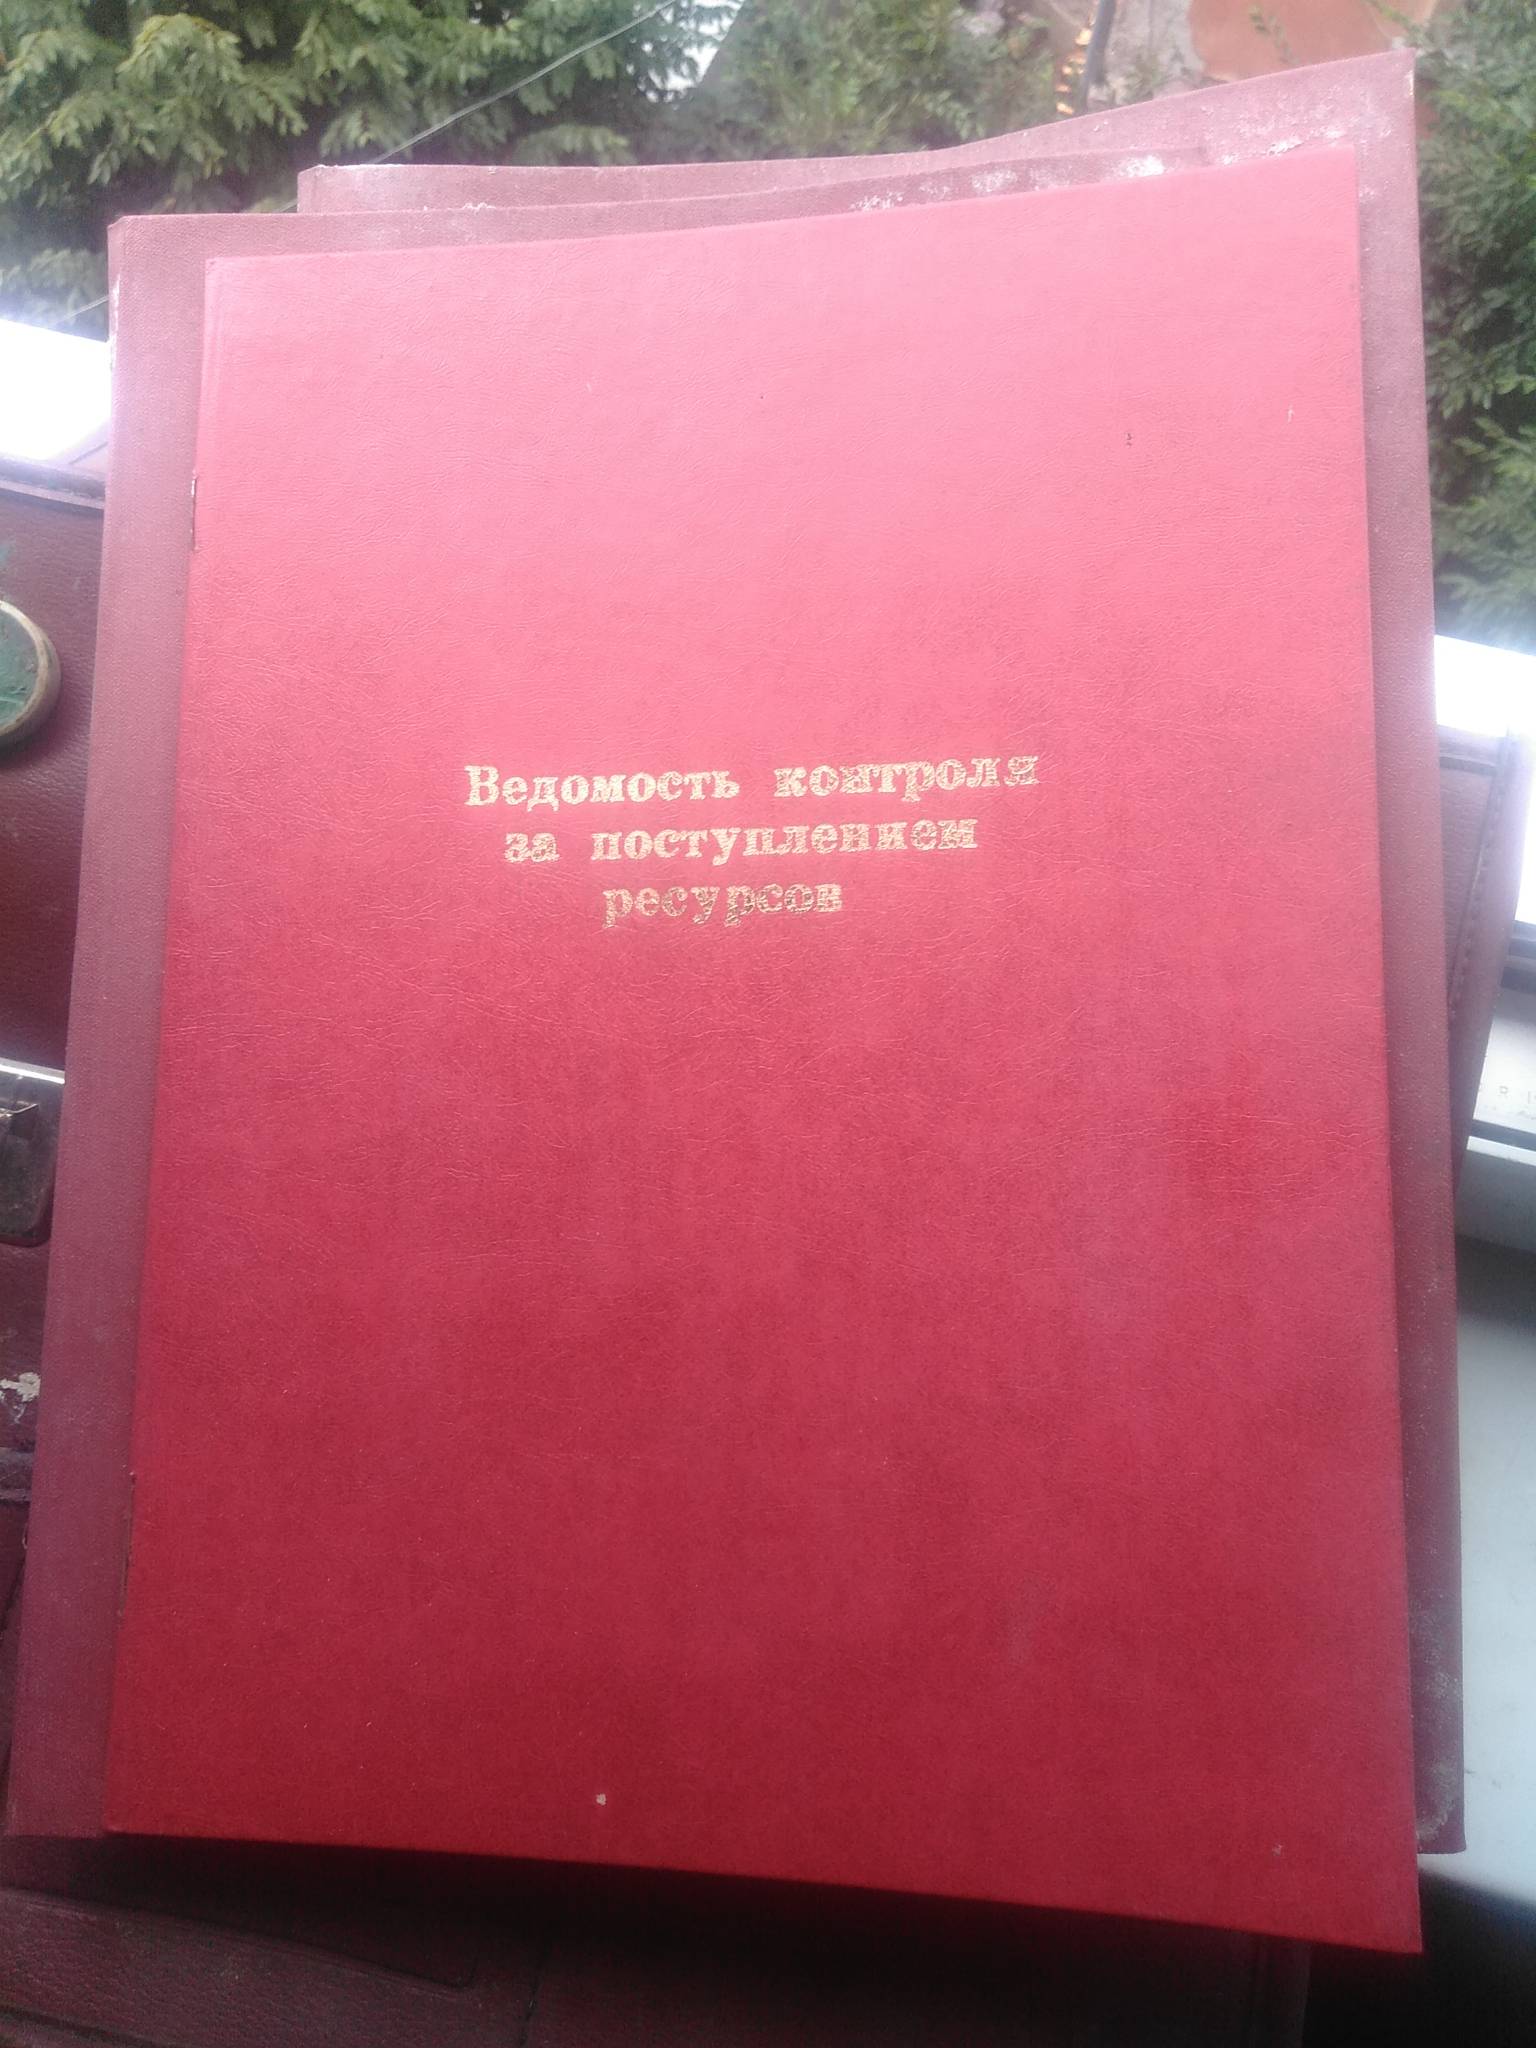 Ведомость контроля
за поступлением
ресурсов